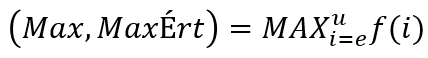 (Max, MaxÉrt) = MAX_{i=e}^{u} f(i)